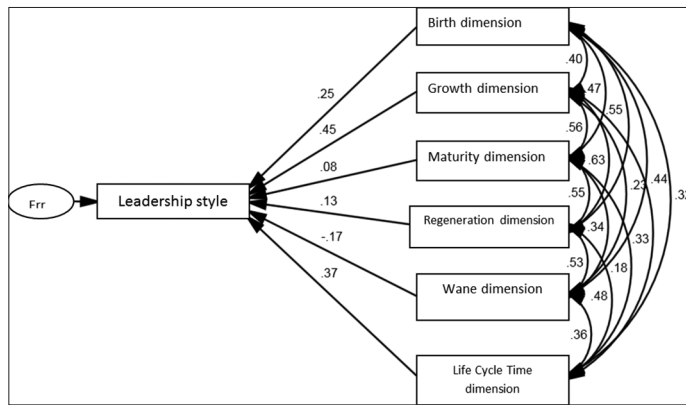 Birth dimension
.40
.47
.55
.25
Growth dimension
.45
.56
.44
Maturity dimension
.63
.23
.08
.55
Err
Leadership style
.13
Regeneration dimension
.34
.33
-.17
.53
.18
.37
Wane dimension
.48
.36
Life Cycle Time
dimension